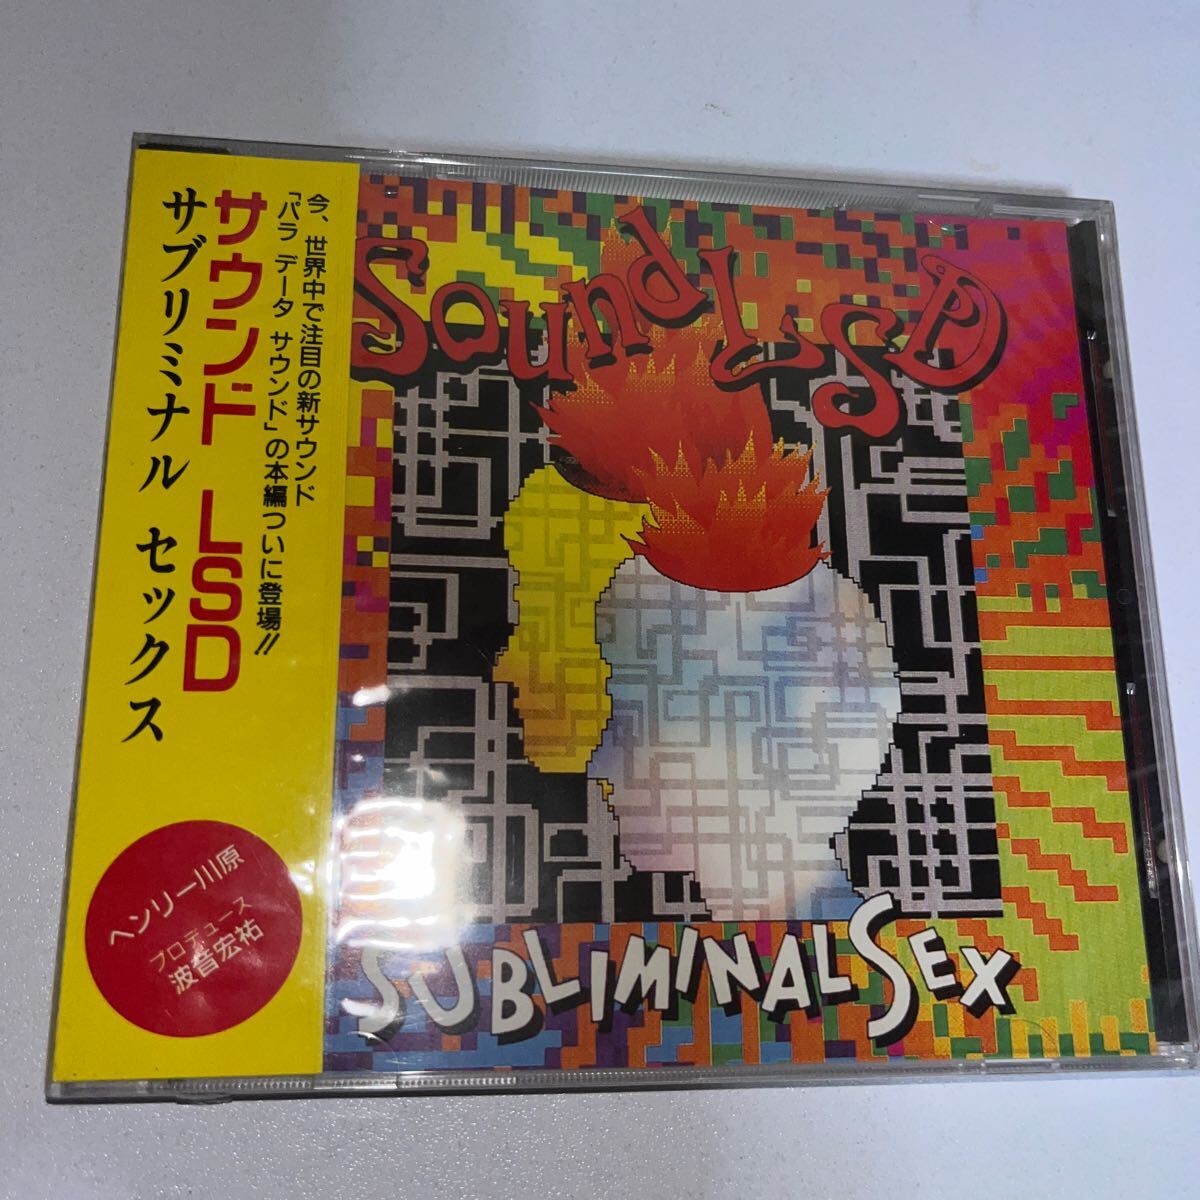 今、世界中で注目の新サウンド
「パラ データ サウンド」の本編ついに登場!!
サウンド LSD
サブリミナル セックス
ヘンリー川原
プロデュース
波音宏祐
Sound LSD
SUBLIMINAL SEX